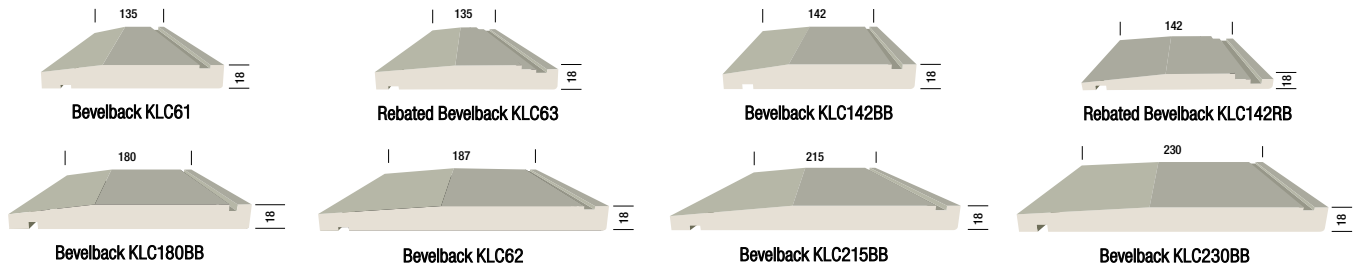 135
18
Bevelback KLC61
135
18
Rebated Bevelback KLC63
142
18
Bevelback KLC142BB
142
18
Rebated Bevelback KLC142RB
180
18
Bevelback KLC180BB
187
18
Bevelback KLC62
215
18
Bevelback KLC215BB
230
18
Bevelback KLC230BB